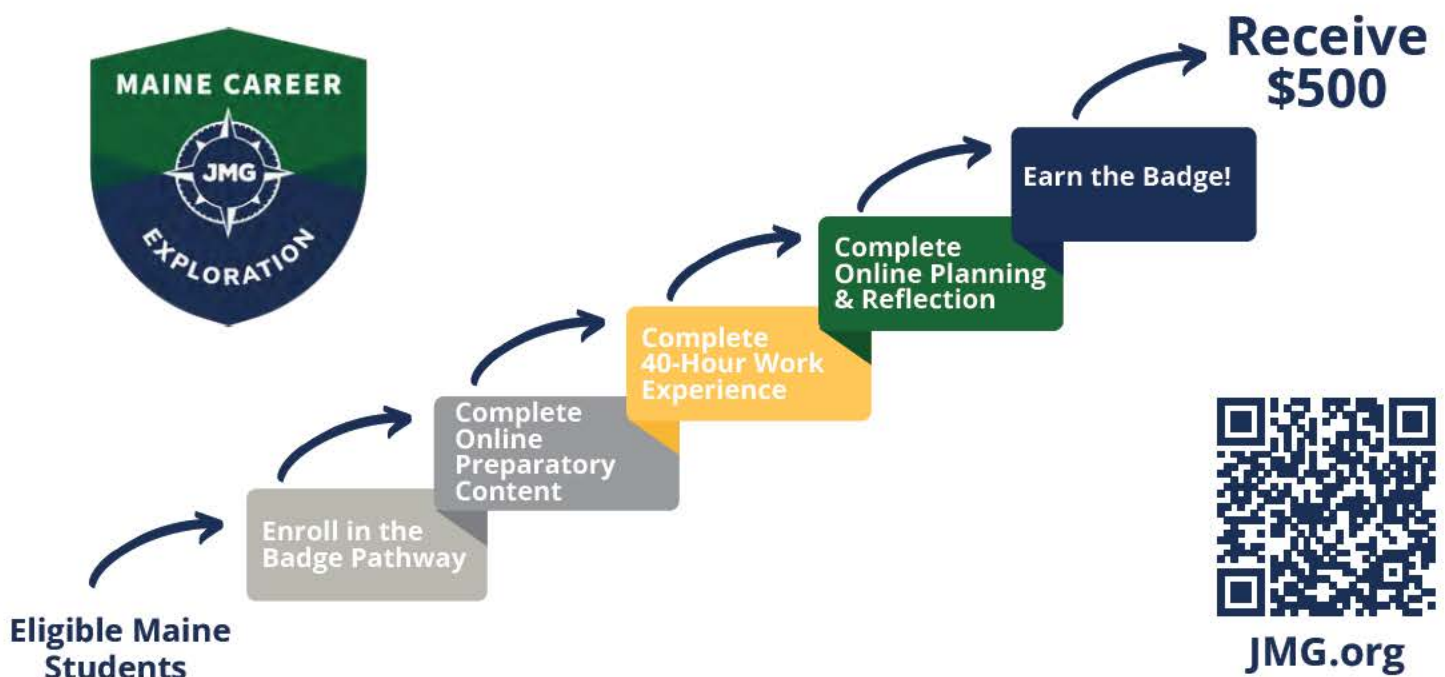 MAINE CAREER
JMG
EXPLORATION
Receive
$500
Earn the Badge!
Complete
Online Planning
& Reflection
Complete
40-Hour Work
Experience
Complete
Online
Preparatory
Content
Enroll in the
Badge Pathway
Eligible Maine
Students
JMG.org